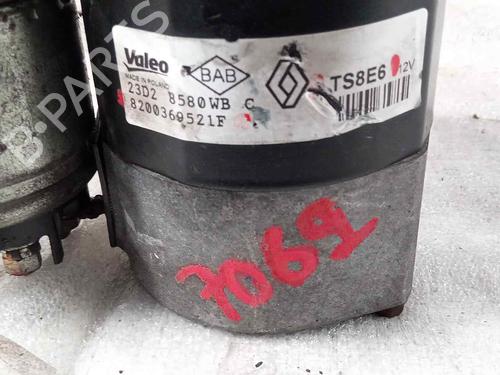 Valeo
MADE IN POLAND
BAB
TS8E6 12V
23D2 8580WB C
8200369521F
7069
B-PARTS